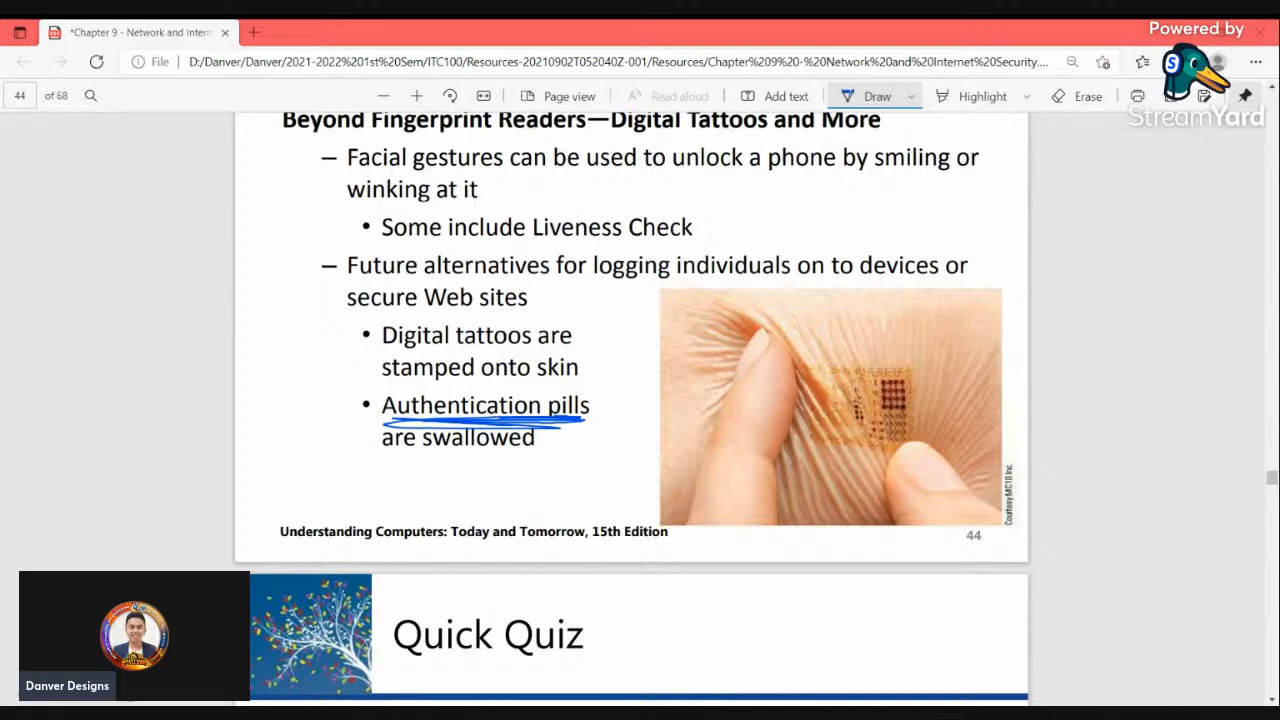 Powered by
*Chapter 9 - Network and Intern
File
D:/Danver/Danver/2021-2022%201st%20Sem/ITC100/Resources-20210902T052040Z-001/Resources/Chapter%209%20-%20Network%20and%20Internet%20Security....
S
44 of 68
Page view
Read aloud
Add text
Draw
Highlight
Erase
StreamYard
Beyond Fingerprint Readers—Digital Tattoos and More
– Facial gestures can be used to unlock a phone by smiling or
winking at it
• Some include Liveness Check
– Future alternatives for logging individuals on to devices or
secure Web sites
• Digital tattoos are
stamped onto skin
• Authentication pills
are swallowed
Courtesy MC10 Inc.
Understanding Computers: Today and Tomorrow, 15th Edition
44
Quick Quiz
Danver Designs